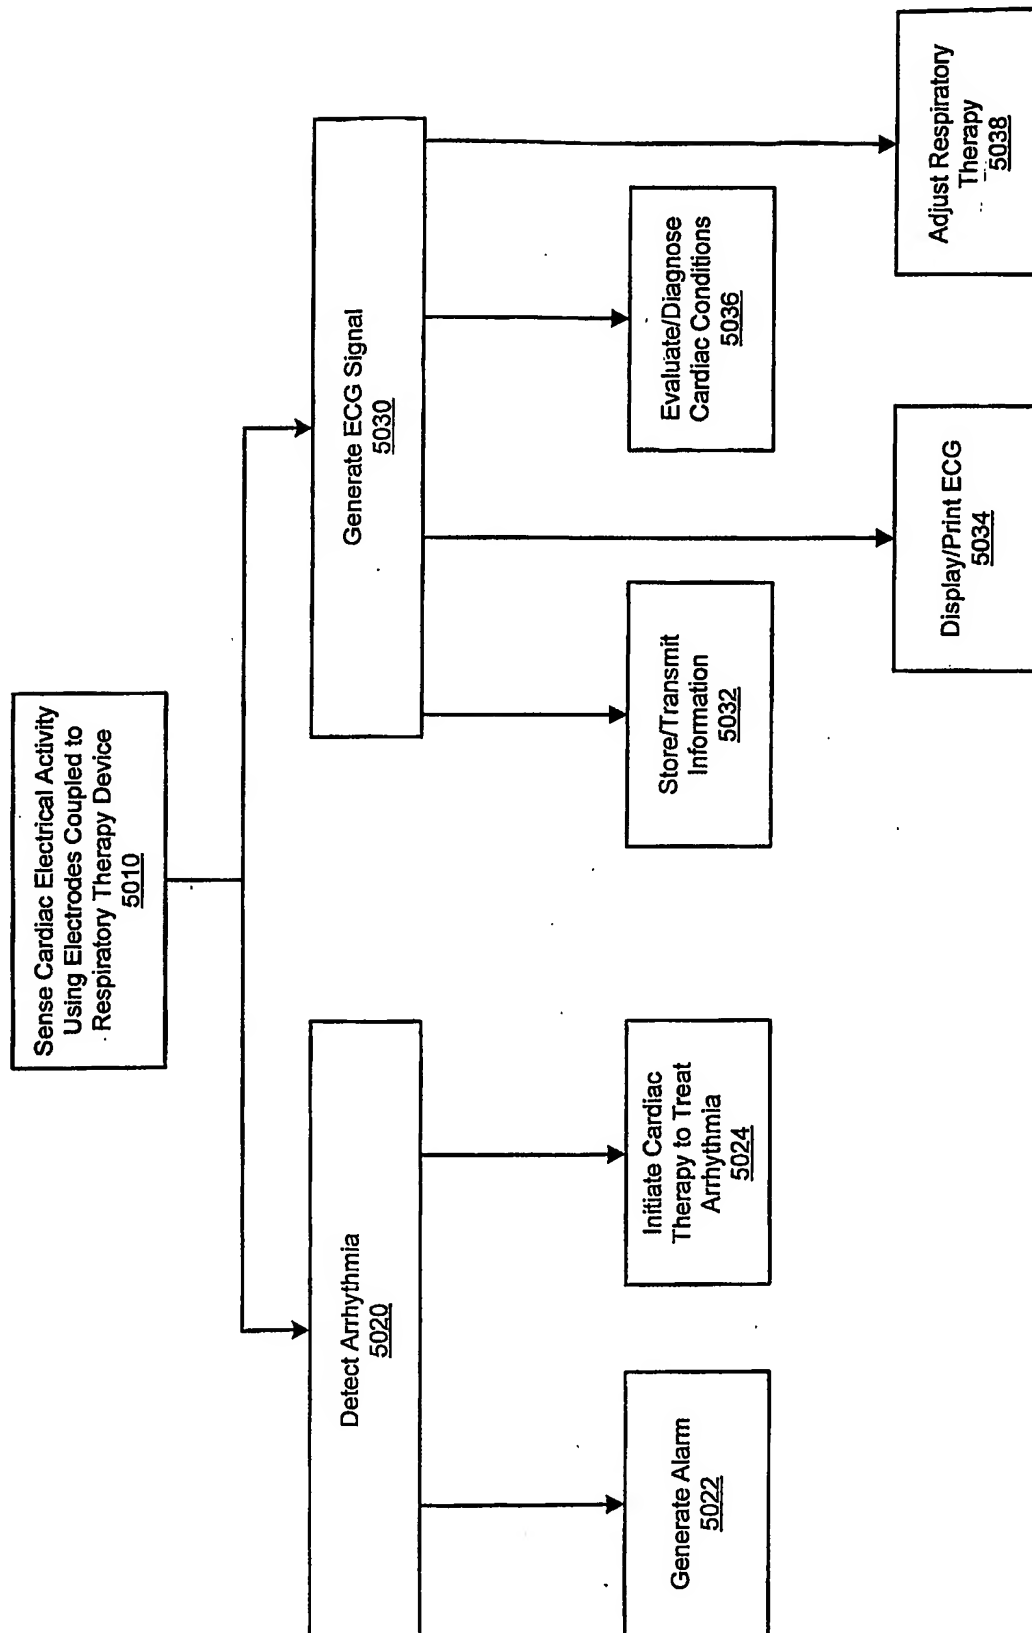 Sense Cardiac Electrical Activity
Using Electrodes Coupled to
Respiratory Therapy Device
5010
Detect Arrhythmia
5020
Generate ECG Signal
5030
Generate Alarm
5022
Initiate Cardiac
Therapy to Treat
Arrhythmia
5024
Store/Transmit
Information
5032
Evaluate/Diagnose
Cardiac Conditions
5036
Display/Print ECG
5034
Adjust Respiratory
Therapy
5038